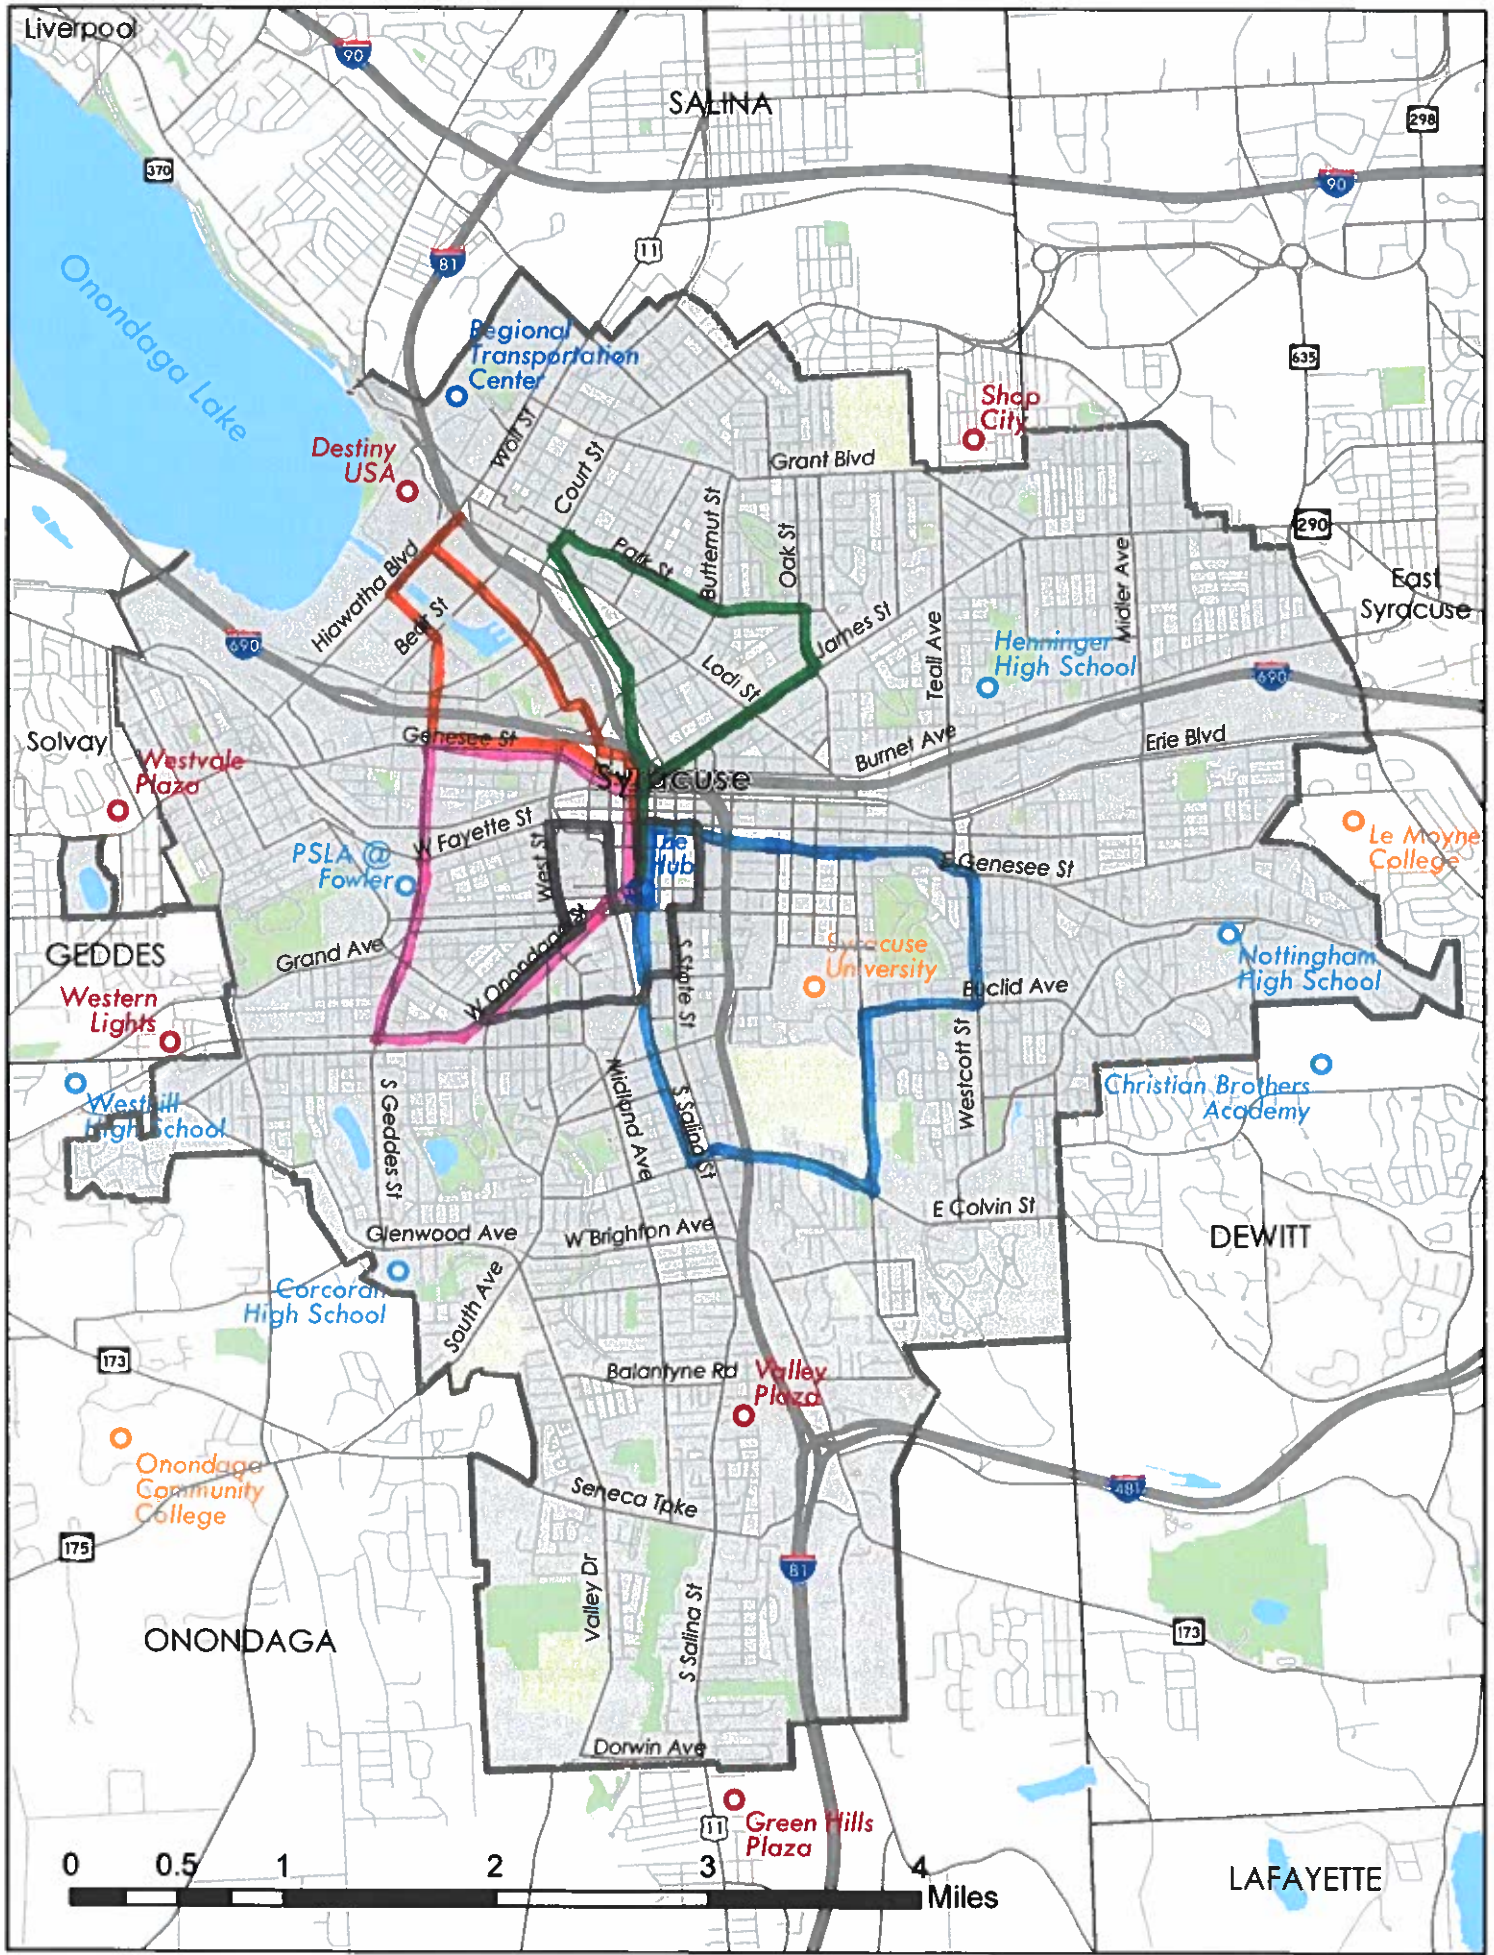 Liverpool
90
SALINA
298
370
90
11
81
Onondaga Lake
Regional
Transportation
Center
635
Shop
City
Destiny
USA
Wolf St
Court St
Grant Blvd
Butternut St
Oak St
290
Park St
Midler Ave
East
Syracuse
Hiawatha Blvd
Bear St
James St
Teall Ave
Henninger
High School
690
Lodi St
690
Solvay
Genesee St
Burnet Ave
Erie Blvd
Westvale
Plaza
Syracuse
W Fayette St
West St
The
Hub
E Genesee St
Le Moyne
College
PSLA @
Fowler
GEDDES
Grand Ave
W Onondaga St
S State St
Syracuse
University
Nottingham
High School
Western
Lights
Euclid Ave
Westcott St
Westhill
High School
S Geddes St
Midland Ave
S Salina St
Christian Brothers
Academy
E Colvin St
Glenwood Ave
W Brighton Ave
DEWITT
Corcoran
High School
South Ave
173
Balantyne Rd
Valley
Plaza
Onondaga
Community
College
Seneca Tpke
481
175
81
Valley Dr
S Salina St
173
ONONDAGA
Dorwin Ave
11
Green Hills
Plaza
0 0.5 1 2 3 4
Miles
LAFAYETTE